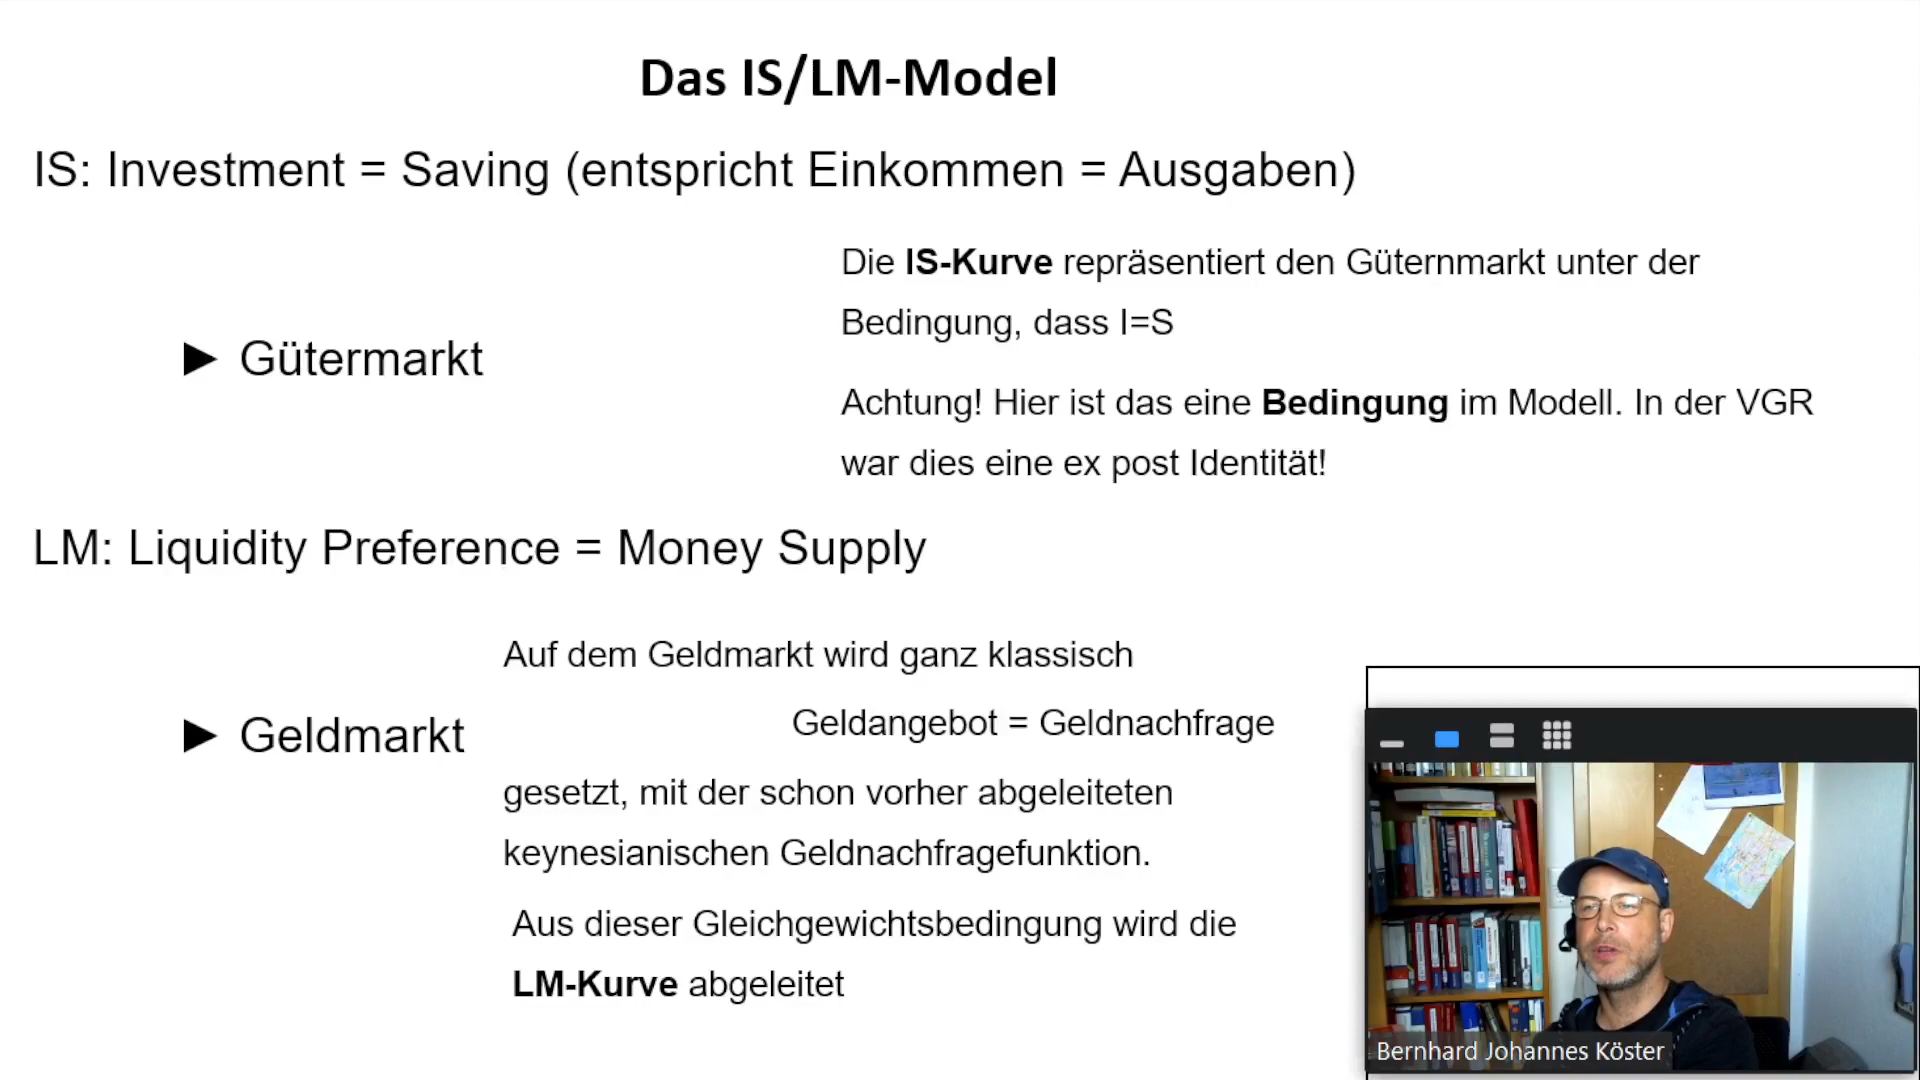 Das IS/LM-Model
IS: Investment = Saving (entspricht Einkommen = Ausgaben)
Die IS-Kurve repräsentiert den Güternmarkt unter der
Bedingung, dass I=S
► Gütermarkt
Achtung! Hier ist das eine Bedingung im Modell. In der VGR
war dies eine ex post Identität!
LM: Liquidity Preference = Money Supply
Auf dem Geldmarkt wird ganz klassisch
Geldangebot = Geldnachfrage
► Geldmarkt
gesetzt, mit der schon vorher abgeleiteten
keynesianischen Geldnachfragefunktion.
Aus dieser Gleichgewichtsbedingung wird die
LM-Kurve abgeleitet
Bernhard Johannes Köster